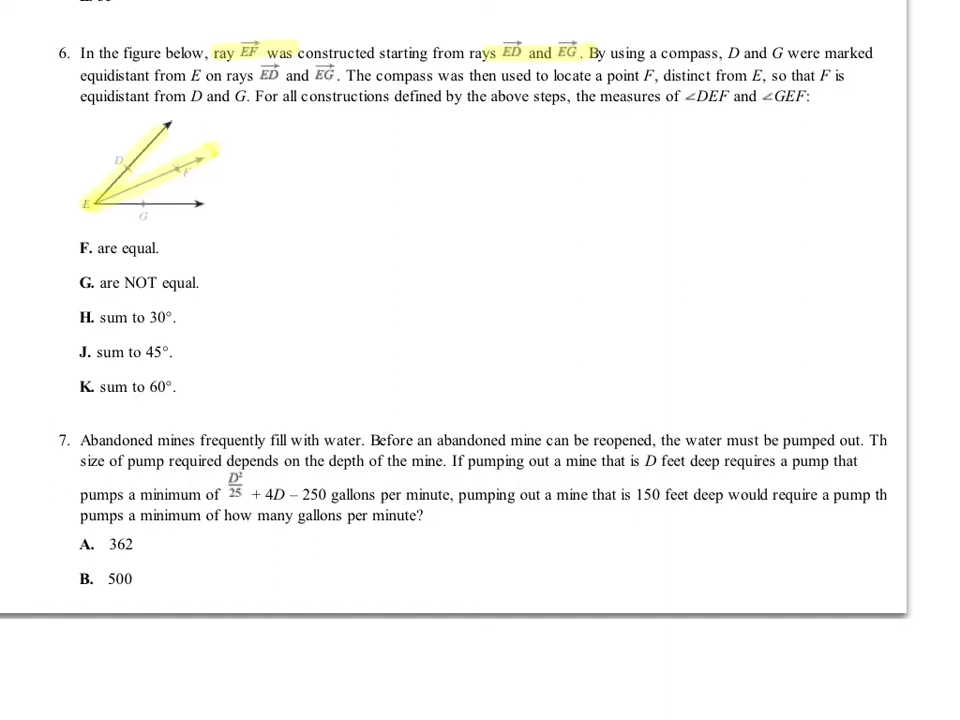 6. In the figure below, ray EF was constructed starting from rays ED and EG. By using a compass, D and G were marked
equidistant from E on rays ED and EG. The compass was then used to locate a point F, distinct from E, so that F is
equidistant from D and G. For all constructions defined by the above steps, the measures of ∠DEF and ∠GEF:
D
F
E
G
F. are equal.
G. are NOT equal.
H. sum to 30°.
J. sum to 45°.
K. sum to 60°.
7. Abandoned mines frequently fill with water. Before an abandoned mine can be reopened, the water must be pumped out. Th
size of pump required depends on the depth of the mine. If pumping out a mine that is D feet deep requires a pump that
pumps a minimum of D²/25 + 4D – 250 gallons per minute, pumping out a mine that is 150 feet deep would require a pump th
pumps a minimum of how many gallons per minute?
A. 362
B. 500